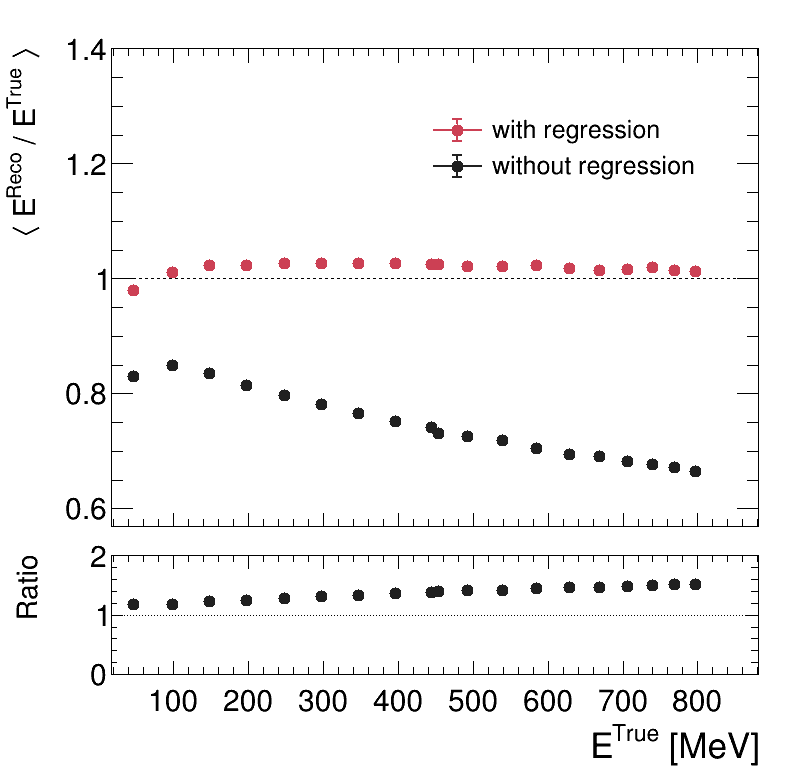 ⟨ E^Reco / E^True ⟩
1.4
1.2
1
0.8
0.6
with regression
without regression
Ratio
2
1
0
100 200 300 400 500 600 700 800
E^True [MeV]